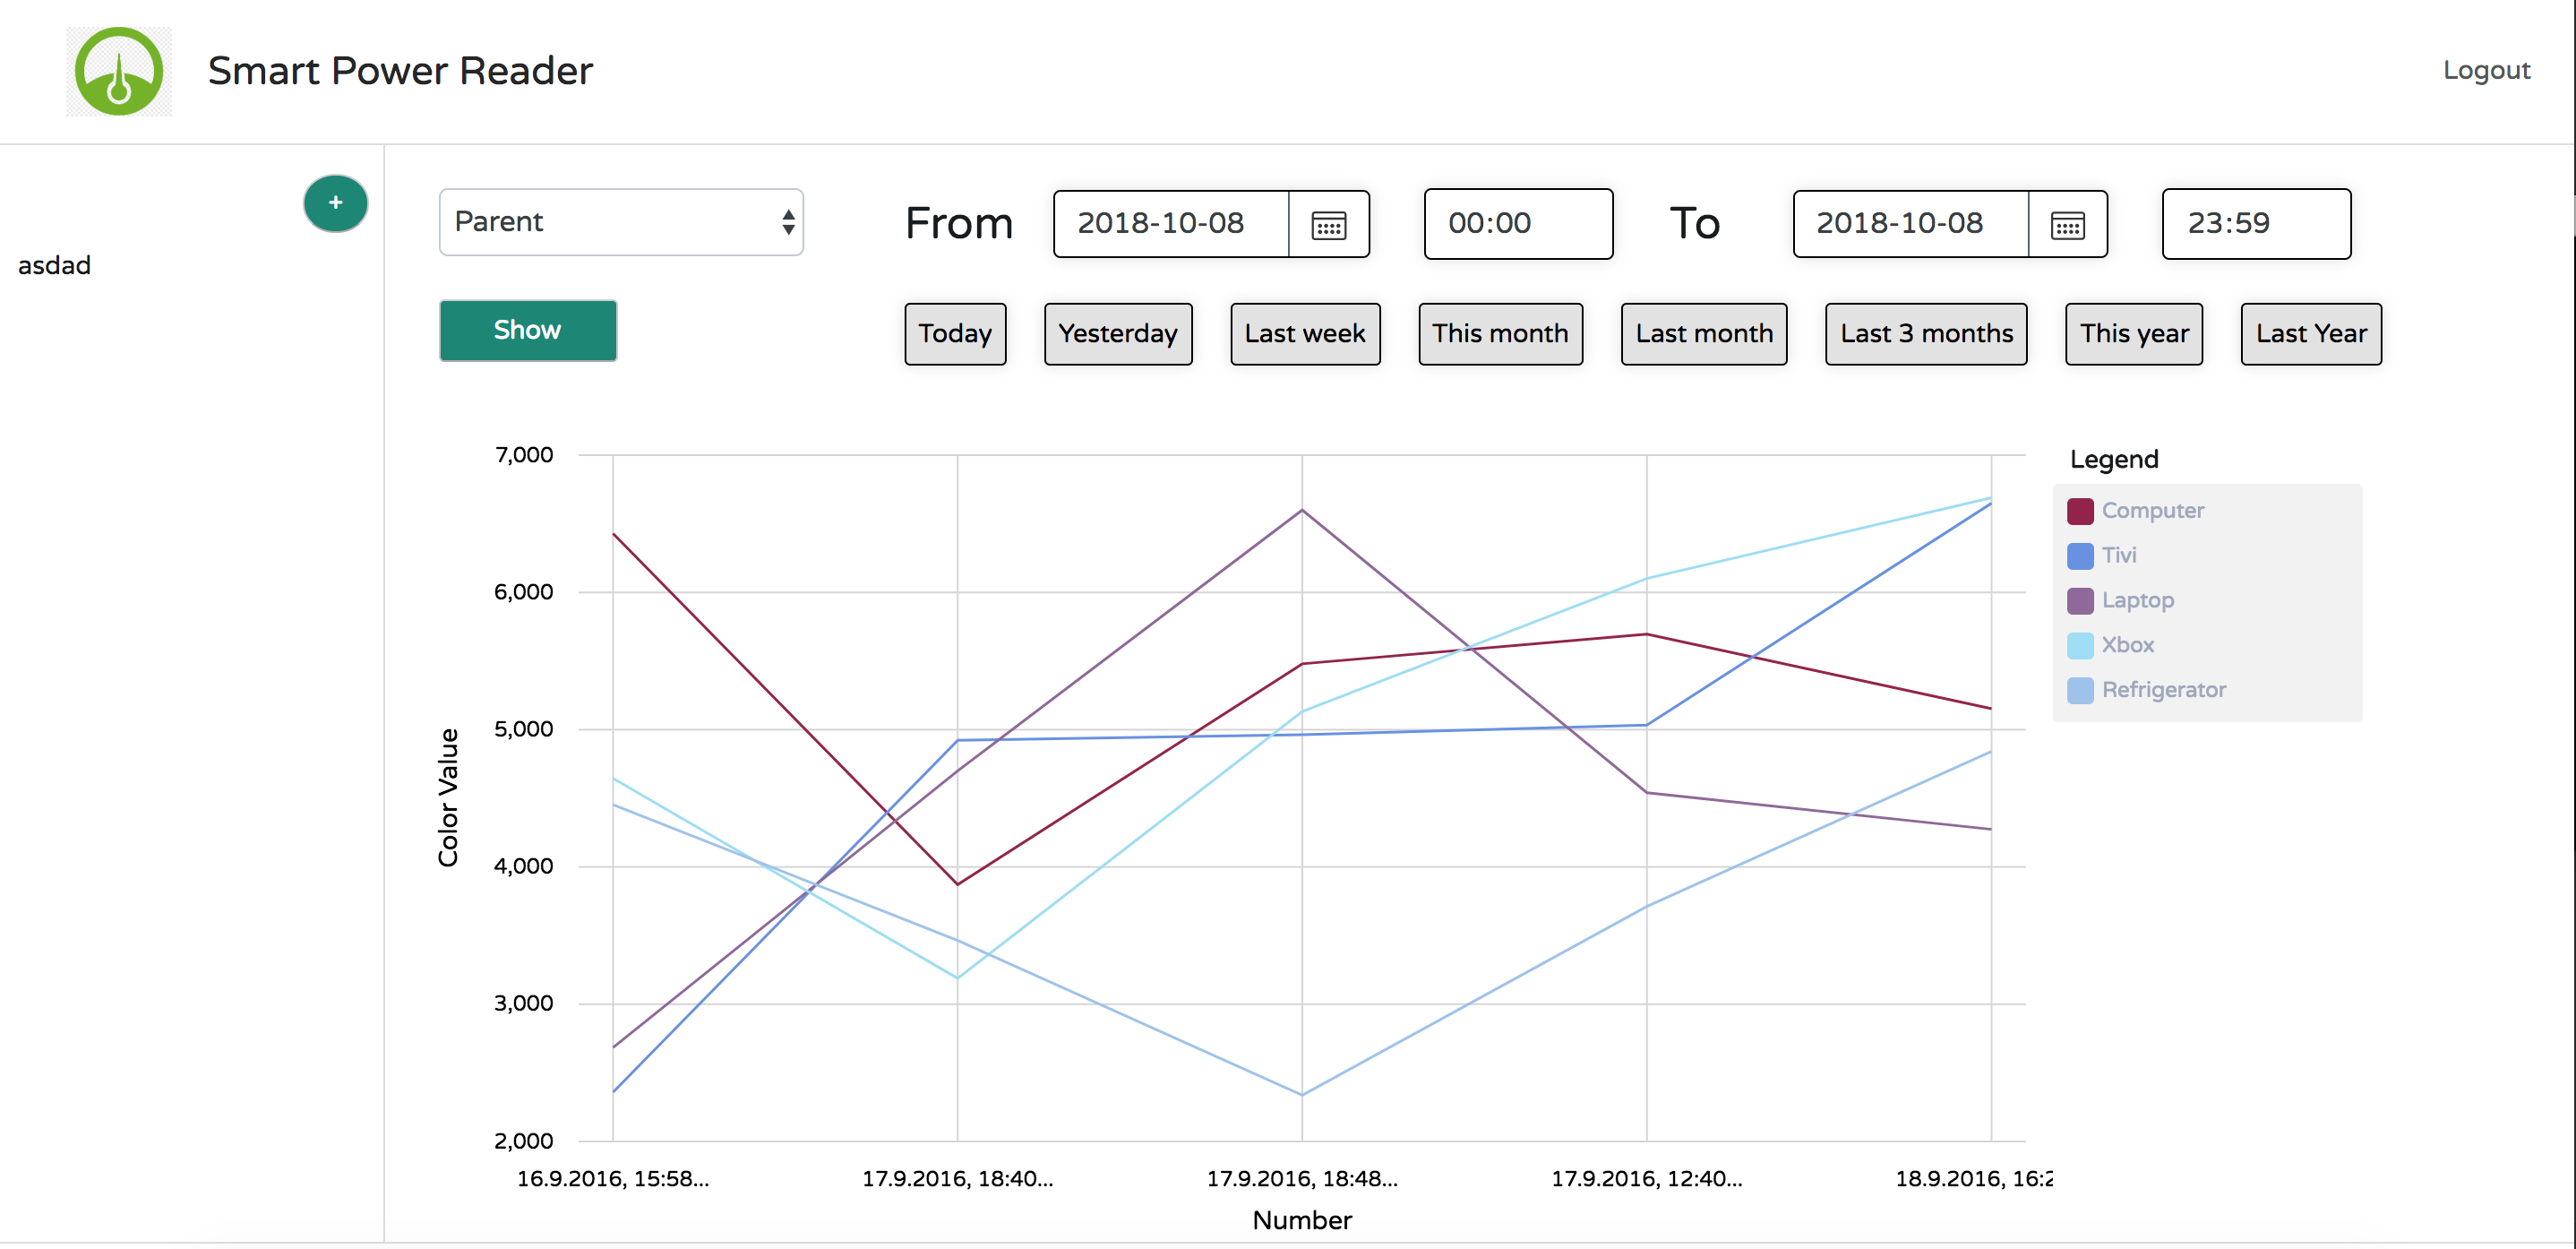 Smart Power Reader
Logout
+
asdad
Parent
From 2018-10-08 00:00 To 2018-10-08 23:59
Show
Today Yesterday Last week This month Last month Last 3 months This year Last Year
Legend
Computer
Tivi
Laptop
Xbox
Refrigerator
Color Value
7,000
6,000
5,000
4,000
3,000
2,000
16.9.2016, 15:58... 17.9.2016, 18:40... 17.9.2016, 18:48... 17.9.2016, 12:40... 18.9.2016, 16:2
Number